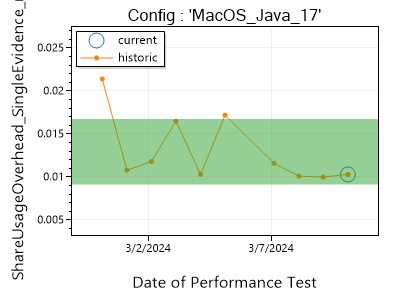 Config : 'MacOS_Java_17'
current
historic
0.025
0.02
0.015
0.01
0.005
3/2/2024
3/7/2024
Date of Performance Test
ShareUsageOverhead_SingleEvidence_